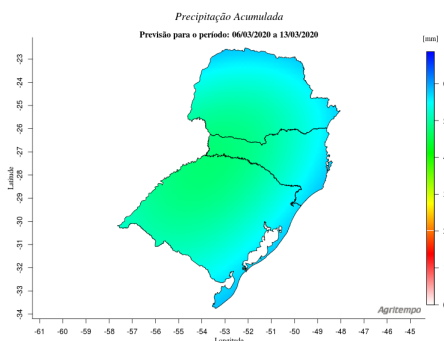 Precipitação Acumulada
Previsão para o período: 06/03/2020 a 13/03/2020
[mm]
-23
-24
-25
-26
-27
-28
-29
-30
-31
-32
-33
-34
Latitude
Agritempo
-61 -60 -59 -58 -57 -56 -55 -54 -53 -52 -51 -50 -49 -48 -47 -46 -45
Longitude